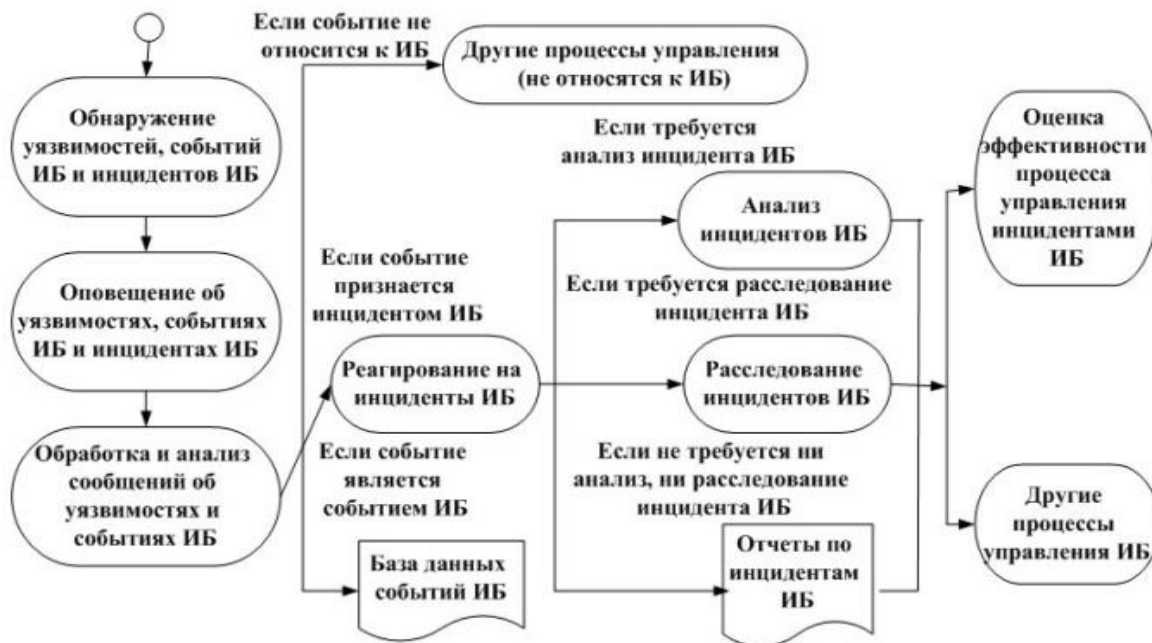 Если событие не
относится к ИБ
Другие процессы управления
(не относятся к ИБ)
Обнаружение
уязвимостей, событий
ИБ и инцидентов ИБ
Оповещение об
уязвимостях, событиях
ИБ и инцидентах ИБ
Обработка и анализ
сообщений об
уязвимостях и
событиях ИБ
Если событие
признается
инцидентом ИБ
Реагирование на
инциденты ИБ
Если событие
является
событием ИБ
База данных
событий ИБ
Если требуется
анализ инцидента ИБ
Анализ
инцидентов ИБ
Если требуется расследование
инцидента ИБ
Расследование
инцидентов ИБ
Если не требуется ни
анализ, ни расследование
инцидента ИБ
Отчеты по
инцидентам
ИБ
Оценка
эффективности
процесса
управления
инцидентами
ИБ
Другие
процессы
управления ИБ